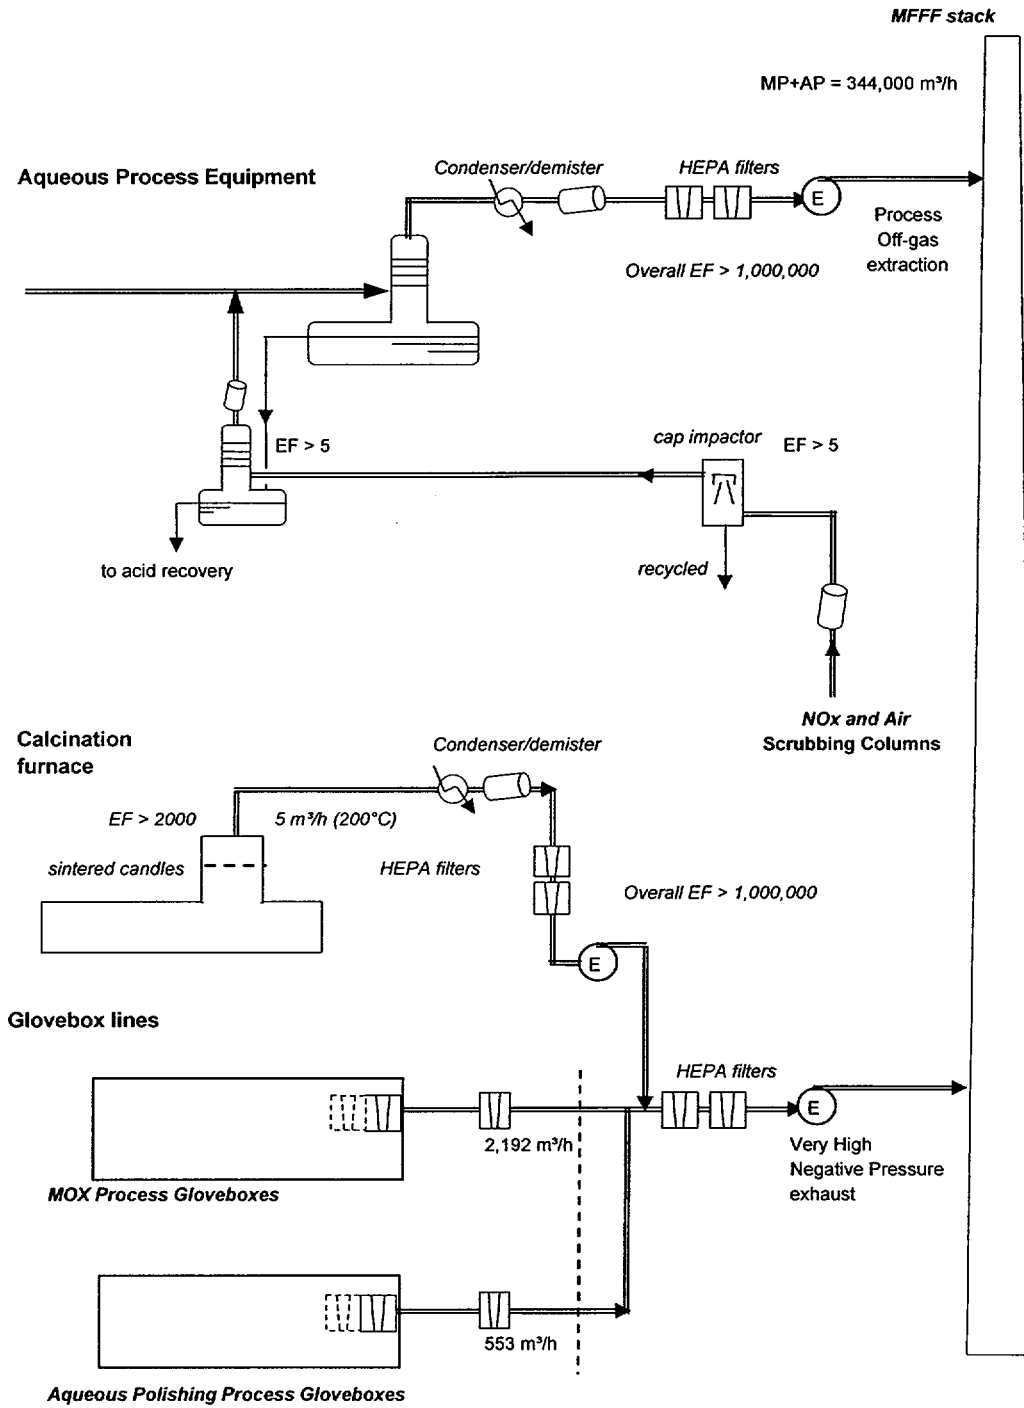 MFFF stack
MP+AP = 344,000 m³/h
Aqueous Process Equipment
Condenser/demister
HEPA filters
E
Process
Off-gas
extraction
Overall EF > 1,000,000
EF > 5
cap impactor
EF > 5
to acid recovery
recycled
NOx and Air
Scrubbing Columns
Calcination
furnace
Condenser/demister
EF > 2000
5 m³/h (200°C)
sintered candles
HEPA filters
Overall EF > 1,000,000
E
Glovebox lines
HEPA filters
E
2,192 m³/h
Very High
Negative Pressure
exhaust
MOX Process Gloveboxes
553 m³/h
Aqueous Polishing Process Gloveboxes